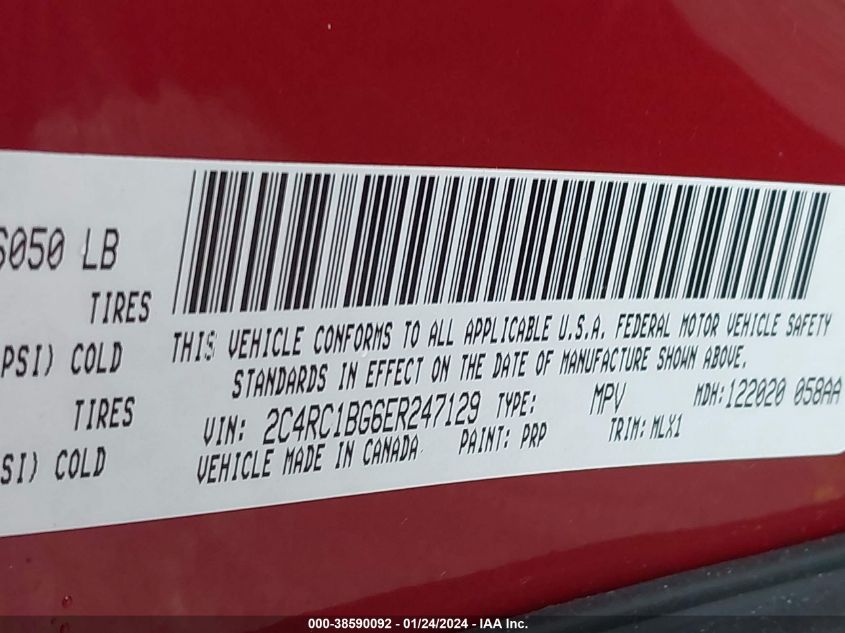 6050 LB
TIRES
PSI) COLD
TIRES
SI) COLD
THIS VEHICLE CONFORMS TO ALL APPLICABLE U.S.A. FEDERAL MOTOR VEHICLE SAFETY
STANDARDS IN EFFECT ON THE DATE OF MANUFACTURE SHOWN ABOVE.
VIN: 2C4RC1BG6ER247129 TYPE: MPV MDH:122020 058AA
VEHICLE MADE IN CANADA PAINT: PRP TRIM: MLX1
000-38590092 - 01/24/2024 - IAA Inc.